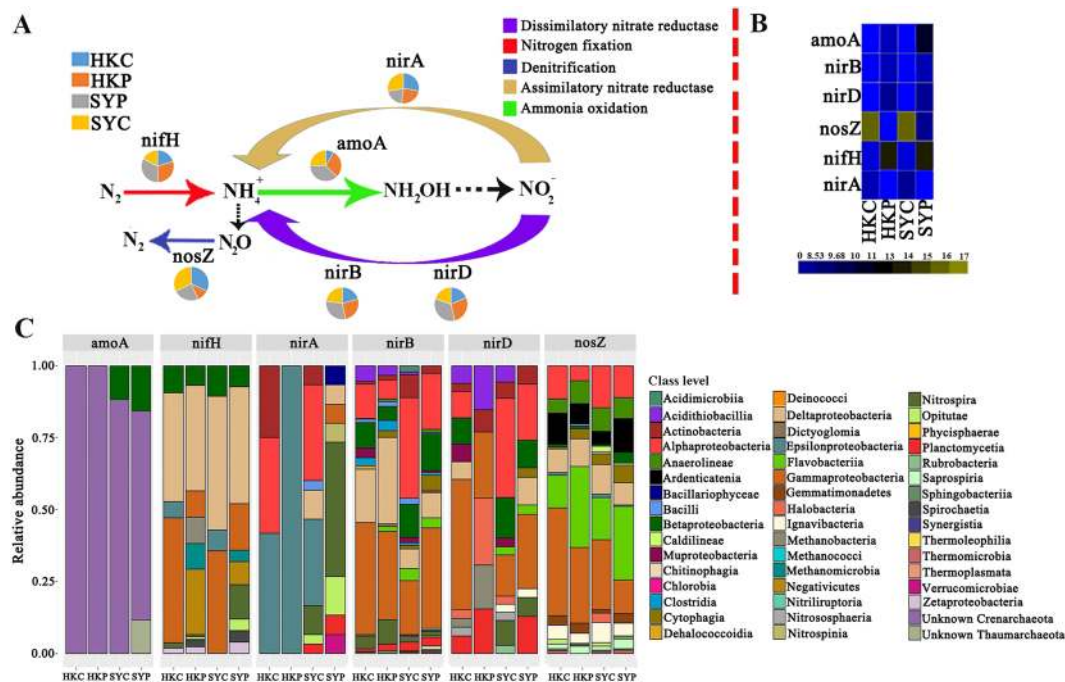 A
HKC
HKP
SYP
SYC
Dissimilatory nitrate reductase
Nitrogen fixation
Denitrification
Assimilatory nitrate reductase
Ammonia oxidation
nirA
nifH
amoA
N2 NH4+ NH2OH NO2-
N2 N2O
nosZ
nirB
nirD
B
amoA
nirB
nirD
nosZ
nifH
nirA
HKC
HKP
SYC
SYP
0 8.53 9.68 10 11 13 14 15 16 17
C
amoA nifH nirA nirB nirD nosZ
Relative abundance
1.00
0.75
0.50
0.25
0.00
HKC HKP SYC SYP HKC HKP SYC SYP HKC HKP SYC SYP HKC HKP SYC SYP HKC HKP SYC SYP HKC HKP SYC SYP
Class level
Acidimicrobiia
Acidithiobacillia
Actinobacteria
Alphaproteobacteria
Anaerolineae
Ardenticatenia
Bacillariophyceae
Bacilli
Betaproteobacteria
Caldilineae
Muproteobacteria
Chitinophagia
Chlorobia
Clostridia
Cytophagia
Dehalococcoidia
Deinococci
Deltaproteobacteria
Dictyoglomia
Epsilonproteobacteria
Flavobacteriia
Gammaproteobacteria
Gemmatimonadetes
Halobacteria
Ignavibacteria
Methanobacteria
Methanococci
Methanomicrobia
Negativicutes
Nitriliruptoria
Nitrososphaeria
Nitrospinia
Nitrospira
Opitutae
Phycisphaerae
Planctomycetia
Rubrobacteria
Saprospiria
Sphingobacteriia
Spirochaetia
Synergistia
Thermoleophilia
Thermomicrobia
Thermoplasmata
Verrucomicrobiae
Zetaproteobacteria
Unknown Crenarchaeota
Unknown Thaumarchaeota